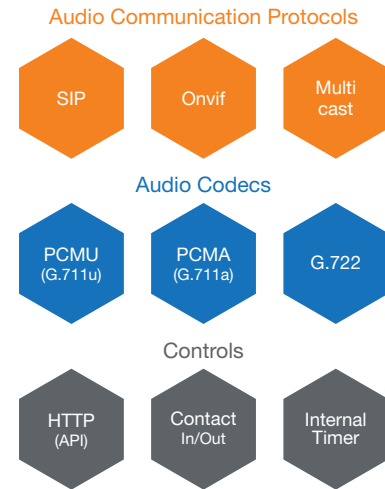 Audio Communication Protocols
SIP
Onvif
Multi
cast
Audio Codecs
PCMU
(G.711u)
PCMA
(G.711a)
G.722
Controls
HTTP
(API)
Contact
In/Out
Internal
Timer